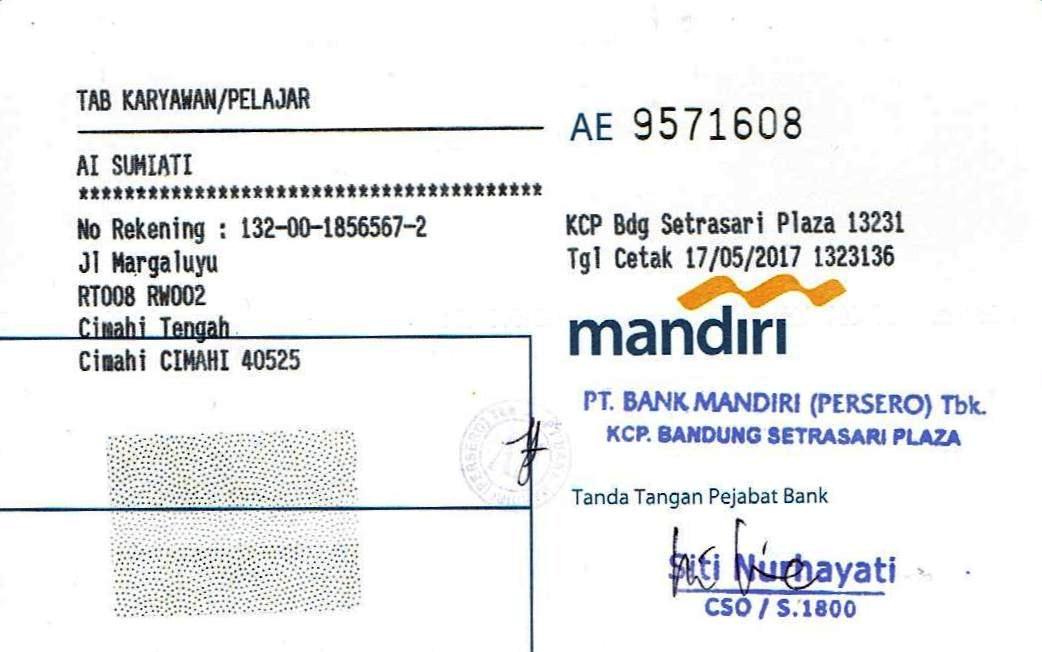 TAB KARYAWAN/PELAJAR
AE 9571608
AI SUMIATI
****************************************
No Rekening : 132-00-1856567-2
Jl Margaluyu
RT008 RW002
Cimahi Tengah
Cimahi CIMAHI 40525
KCP Bdg Setrasari Plaza 13231
Tgl Cetak 17/05/2017 1323136
mandiri
PT. BANK MANDIRI (PERSERO) Tbk.
KCP. BANDUNG SETRASARI PLAZA
Tanda Tangan Pejabat Bank
Siti Nurhayati
CSO / S.1800